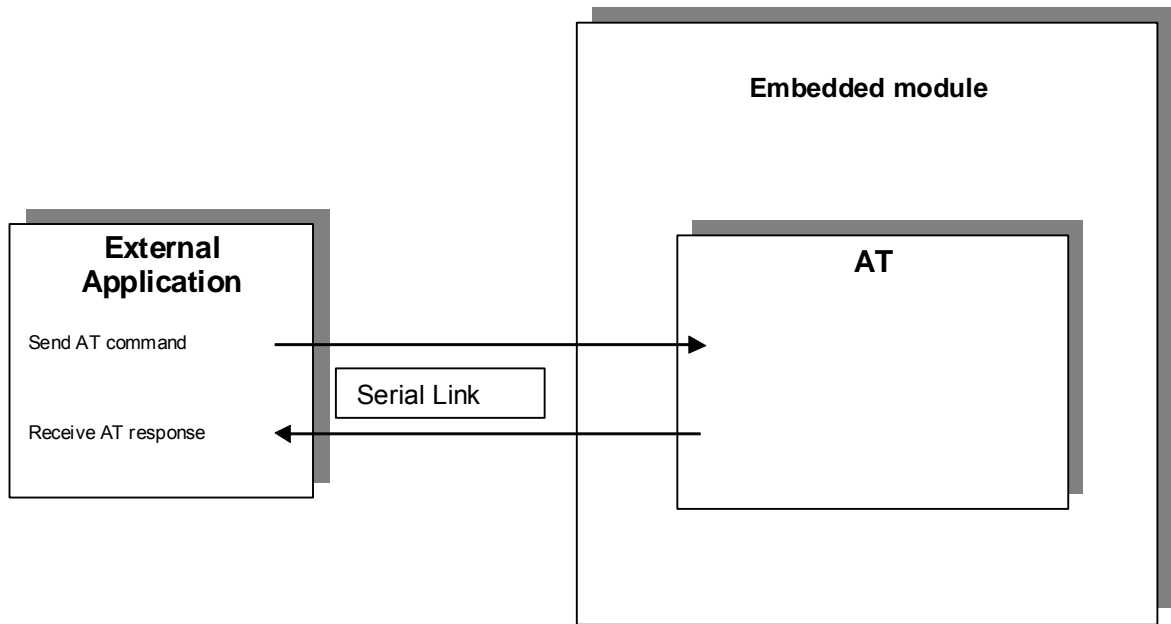 Embedded module
External
Application
AT
Send AT command
Serial Link
Receive AT response